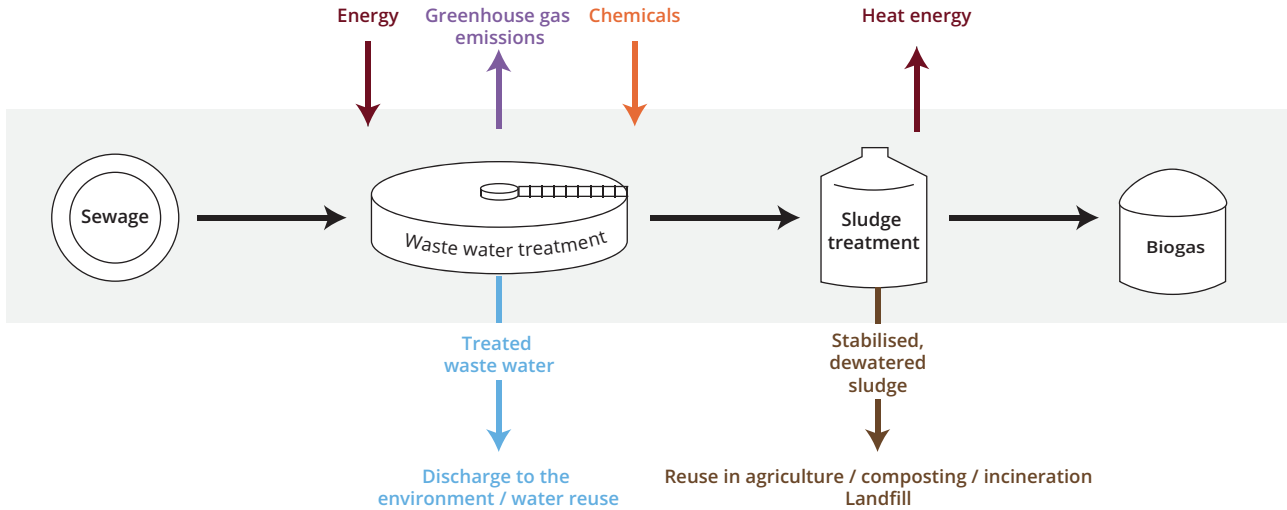 Energy
Greenhouse gas
emissions
Chemicals
Heat energy
Sewage
Waste water treatment
Sludge
treatment
Biogas
Treated
waste water
Stabilised,
dewatered
sludge
Discharge to the
environment / water reuse
Reuse in agriculture / composting / incineration
Landfill